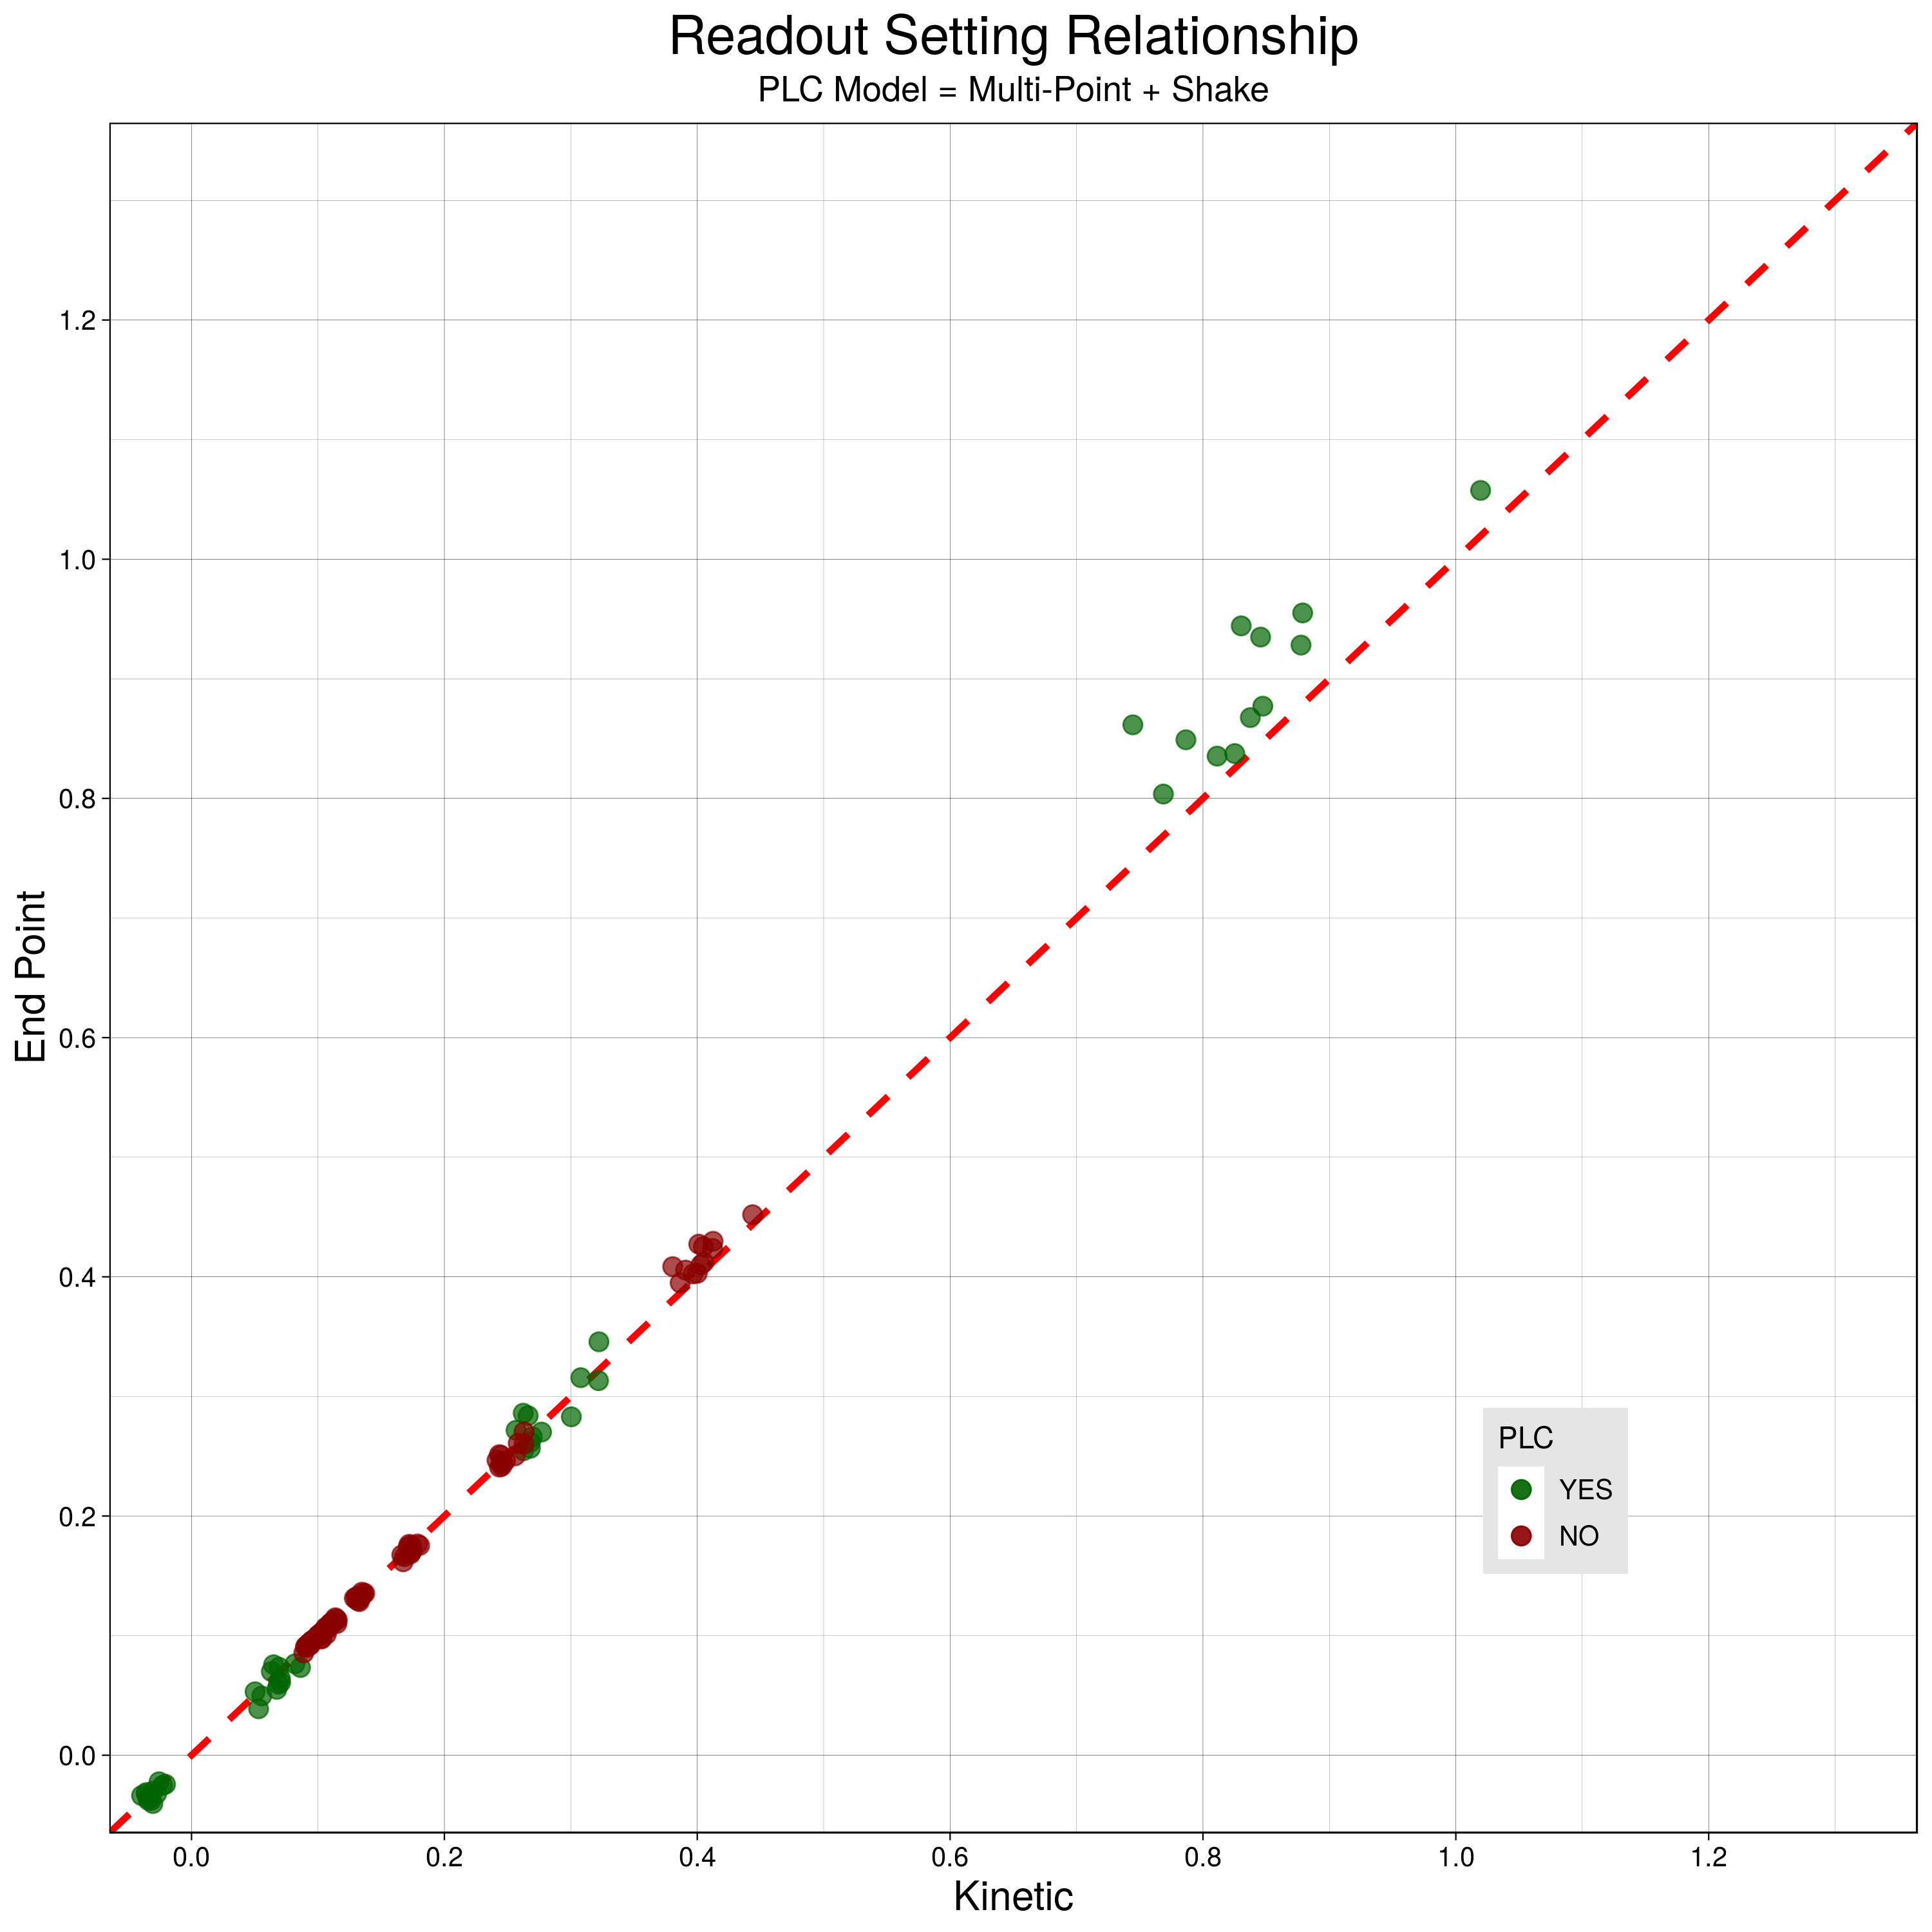 Readout Setting Relationship
PLC Model = Multi-Point + Shake
End Point
1.2
1.0
0.8
0.6
0.4
0.2
0.0
PLC
YES
NO
0.0 0.2 0.4 0.6 0.8 1.0 1.2
Kinetic